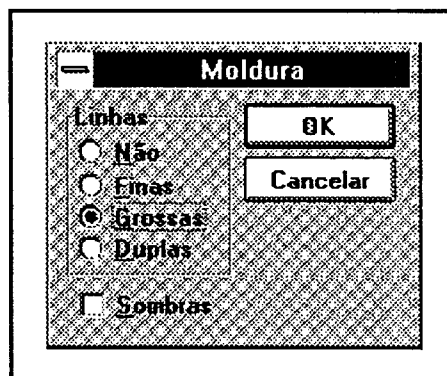 Moldura
Linhas
Não
Finas
Grossas
Duplas
Sombras
OK
Cancelar